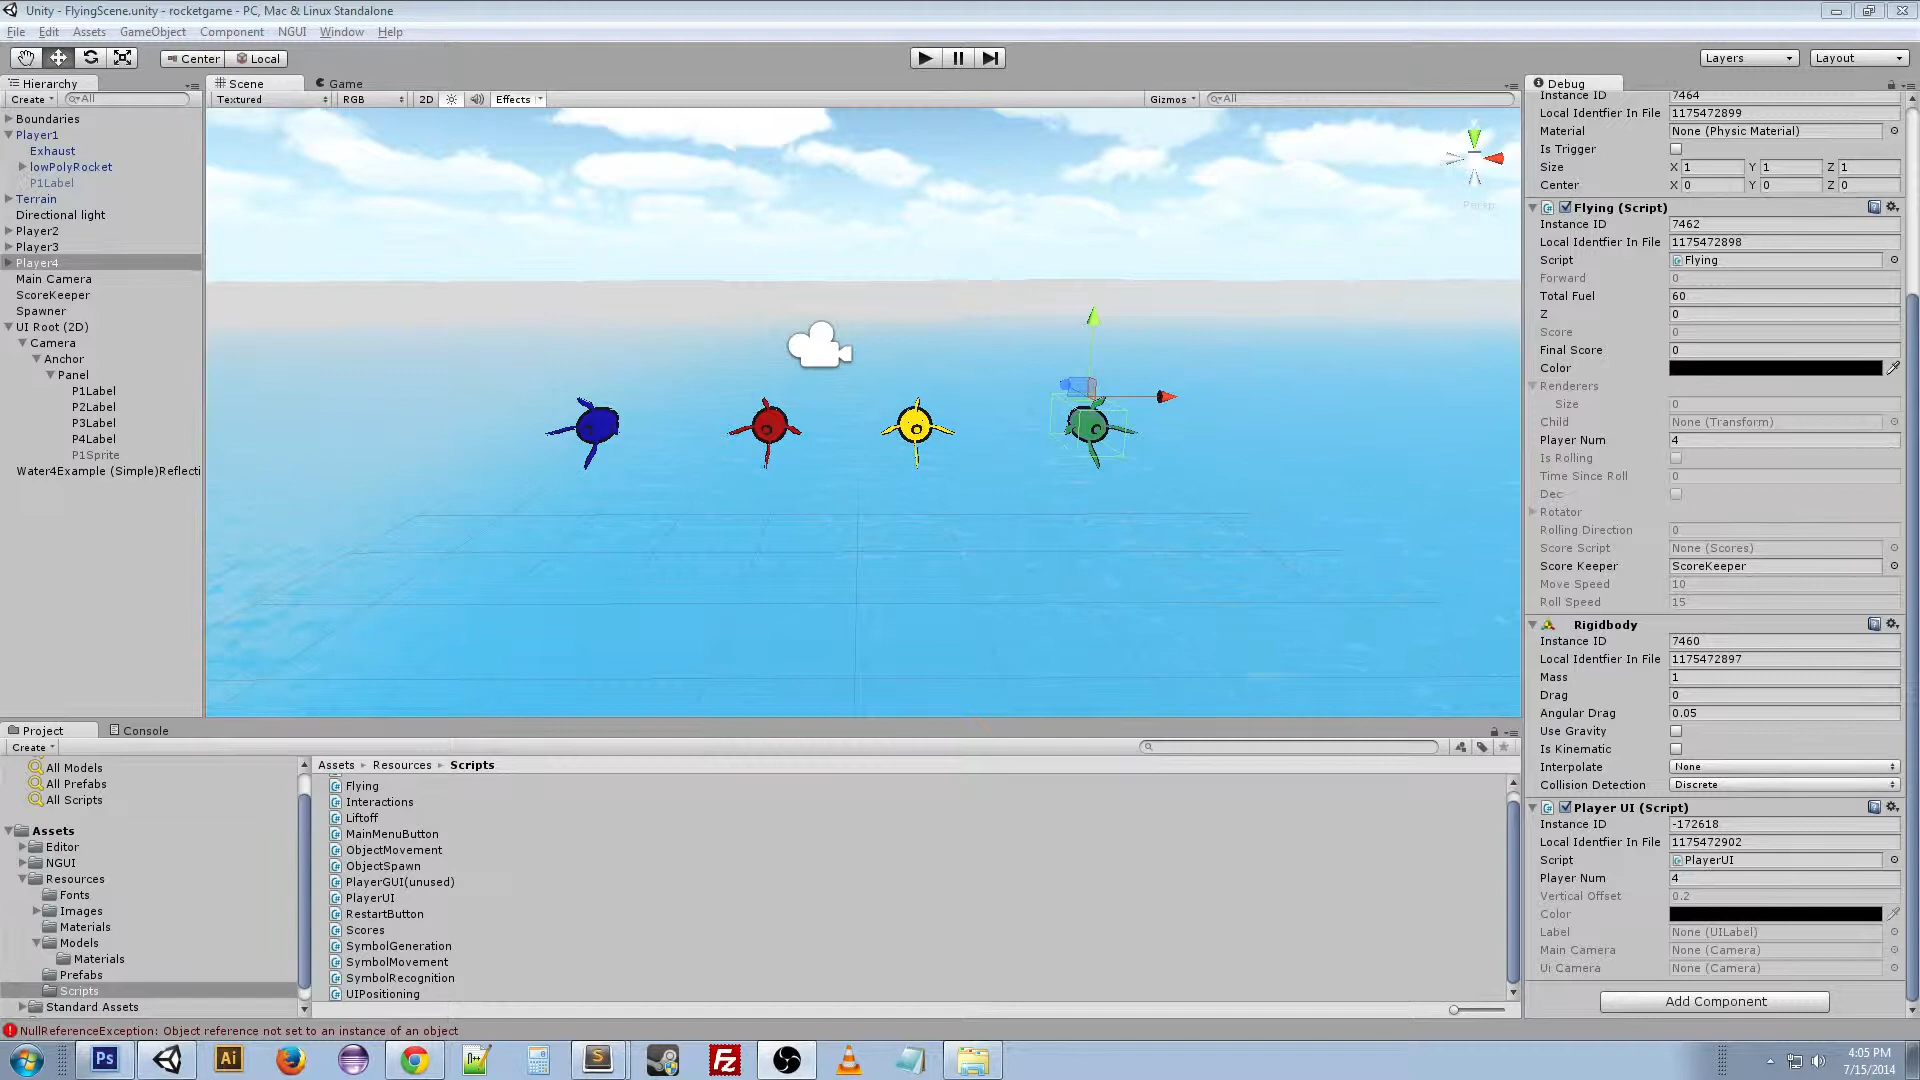 Unity - FlyingScene.unity - rocketgame - PC, Mac & Linux Standalone
File Edit Assets GameObject Component NGUI Window Help
Center Local Layers Layout
Hierarchy
Create All
Boundaries
Player1
Exhaust
lowPolyRocket
P1Label
Terrain
Directional light
Player2
Player3
Player4
Main Camera
ScoreKeeper
Spawner
UI Root (2D)
Camera
Anchor
Panel
P1Label
P2Label
P3Label
P4Label
P1Sprite
Water4Example (Simple)Reflecti
Scene Game
Textured RGB 2D Effects Gizmos All
Persp
Debug
Instance ID 7464
Local Identfier In File 1175472899
Material None (Physic Material)
Is Trigger
Size X 1 Y 1 Z 1
Center X 0 Y 0 Z 0
Flying (Script)
Instance ID 7462
Local Identfier In File 1175472898
Script Flying
Forward 0
Total Fuel 60
Z 0
Score 0
Final Score 0
Color
Renderers
Size 0
Child None (Transform)
Player Num 4
Is Rolling
Time Since Roll 0
Dec
Rotator
Rolling Direction 0
Score Script None (Scores)
Score Keeper ScoreKeeper
Move Speed 10
Roll Speed 15
Rigidbody
Instance ID 7460
Local Identfier In File 1175472897
Mass 1
Drag 0
Angular Drag 0.05
Use Gravity
Is Kinematic
Interpolate None
Collision Detection Discrete
Player UI (Script)
Instance ID -172618
Local Identfier In File 1175472902
Script PlayerUI
Player Num 4
Vertical Offset 0.2
Color
Label None (UILabel)
Main Camera None (Camera)
Ui Camera None (Camera)
Add Component
Project Console
Create
All Models
All Prefabs
All Scripts
Assets
Editor
NGUI
Resources
Fonts
Images
Materials
Models
Materials
Prefabs
Scripts
Standard Assets
Assets Resources Scripts
Flying
Interactions
Liftoff
MainMenuButton
ObjectMovement
ObjectSpawn
PlayerGUI(unused)
PlayerUI
RestartButton
Scores
SymbolGeneration
SymbolMovement
SymbolRecognition
UIPositioning
NullReferenceException: Object reference not set to an instance of an object
Ps Ai S Fz
4:05 PM
7/15/2014